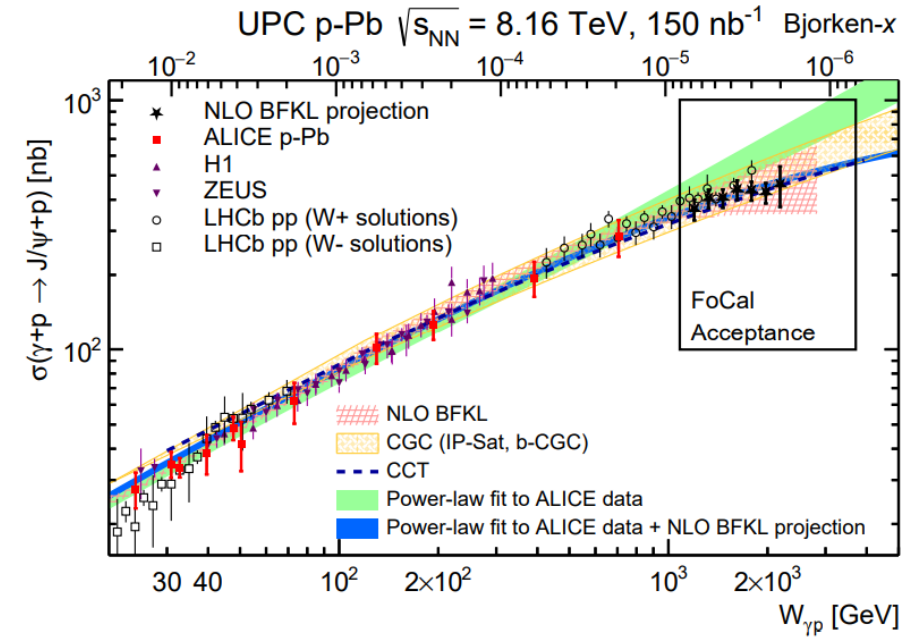 UPC p-Pb √s_NN = 8.16 TeV, 150 nb⁻¹ Bjorken-x
10⁻² 10⁻³ 10⁻⁴ 10⁻⁵ 10⁻⁶
10³
NLO BFKL projection
ALICE p-Pb
H1
ZEUS
LHCb pp (W+ solutions)
LHCb pp (W- solutions)
σ(γ+p → J/ψ+p) [nb]
FoCal
Acceptance
10²
NLO BFKL
CGC (IP-Sat, b-CGC)
CCT
Power-law fit to ALICE data
Power-law fit to ALICE data + NLO BFKL projection
30 40 10² 2×10² 10³ 2×10³
W_γp [GeV]